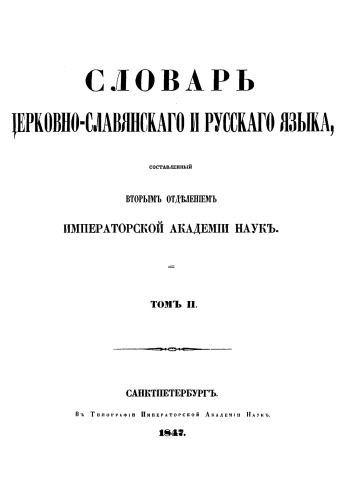 СЛОВАРЬ
ЦЕРКОВНО-СЛАВЯНСКАГО И РУССКАГО ЯЗЫКА,
СОСТАВЛЕННЫЙ
ВТОРЫМЪ ОТДѢЛЕНІЕМЪ
ИМПЕРАТОРСКОЙ АКАДЕМІИ НАУКЪ.
ТОМЪ II.
САНКТПЕТЕРБУРГЪ.
Въ Типографіи Императорской Академіи Наукъ.
1847.